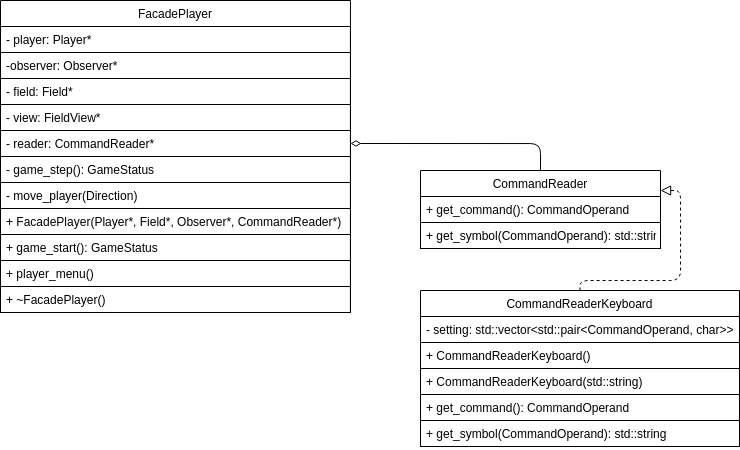 FacadePlayer
- player: Player*
-observer: Observer*
- field: Field*
- view: FieldView*
- reader: CommandReader*
- game_step(): GameStatus
- move_player(Direction)
+ FacadePlayer(Player*, Field*, Observer*, CommandReader*)
+ game_start(): GameStatus
+ player_menu()
+ ~FacadePlayer()
CommandReader
+ get_command(): CommandOperand
+ get_symbol(CommandOperand): std::strin
CommandReaderKeyboard
- setting: std::vector<std::pair<CommandOperand, char>>
+ CommandReaderKeyboard()
+ CommandReaderKeyboard(std::string)
+ get_command(): CommandOperand
+ get_symbol(CommandOperand): std::string